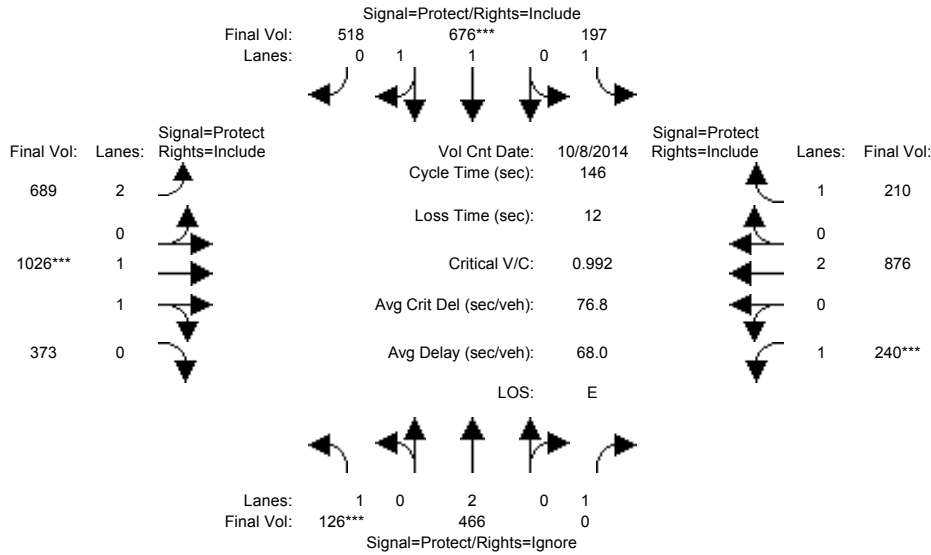 Signal=Protect/Rights=Include
Final Vol: 518 676*** 197
Lanes: 0 1 1 0 1
Signal=Protect Signal=Protect
Final Vol: Lanes: Rights=Include Vol Cnt Date: 10/8/2014 Rights=Include Lanes: Final Vol:
Cycle Time (sec): 146
689 2 1 210
Loss Time (sec): 12
0 0
1026*** 1 Critical V/C: 0.992 2 876
1 Avg Crit Del (sec/veh): 76.8 0
373 0 Avg Delay (sec/veh): 68.0 1 240***
LOS: E
Lanes: 1 0 2 0 1
Final Vol: 126*** 466 0
Signal=Protect/Rights=Ignore